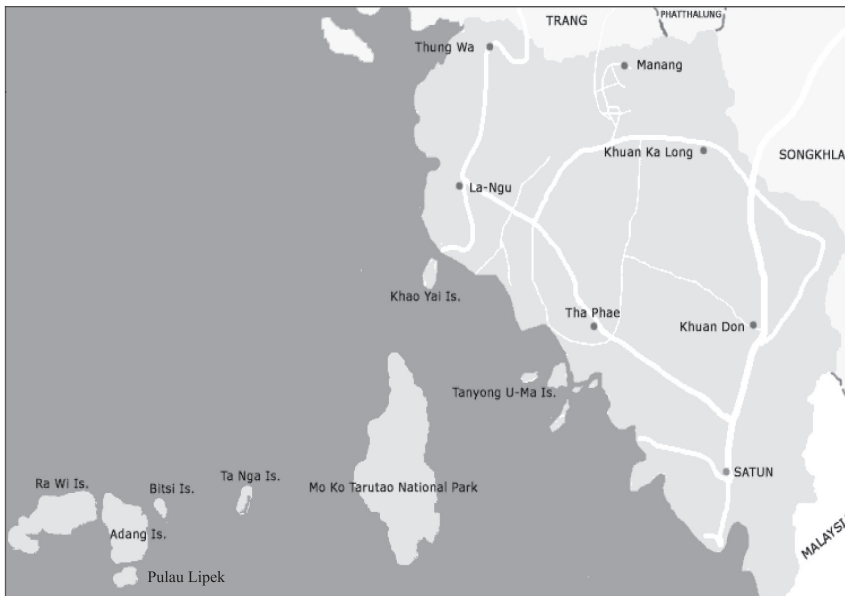 TRANG
PHATTHALUNG
Thung Wa
Manang
Khuan Ka Long
SONGKHLA
La-Ngu
Khao Yai Is.
Tha Phae
Khuan Don
Tanyong U-Ma Is.
Ra Wi Is.
Bitsi Is.
Ta Nga Is.
Mo Ko Tarutao National Park
SATUN
Adang Is.
Pulau Lipek
MALAYSI